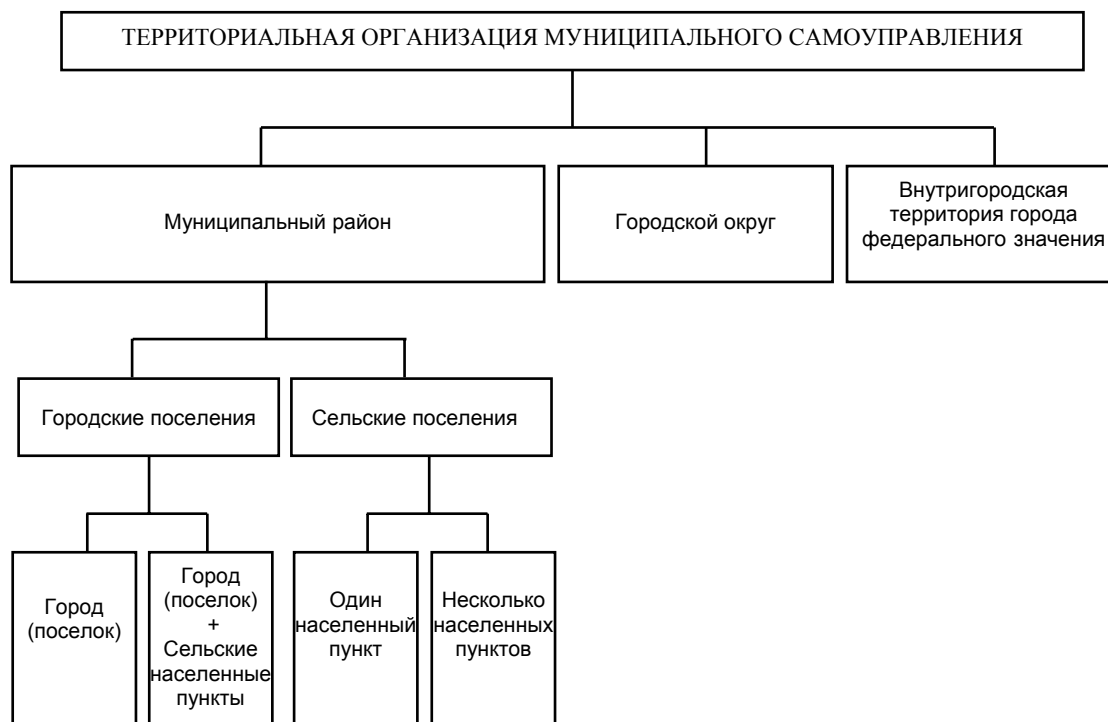 ТЕРРИТОРИАЛЬНАЯ ОРГАНИЗАЦИЯ МУНИЦИПАЛЬНОГО САМОУПРАВЛЕНИЯ
Муниципальный район
Городской округ
Внутригородская
территория города
федерального значения
Городские поселения
Сельские поселения
Город
(поселок)
Город
(поселок)
+
Сельские
населенные
пункты
Один
населенный
пункт
Несколько
населенных
пунктов